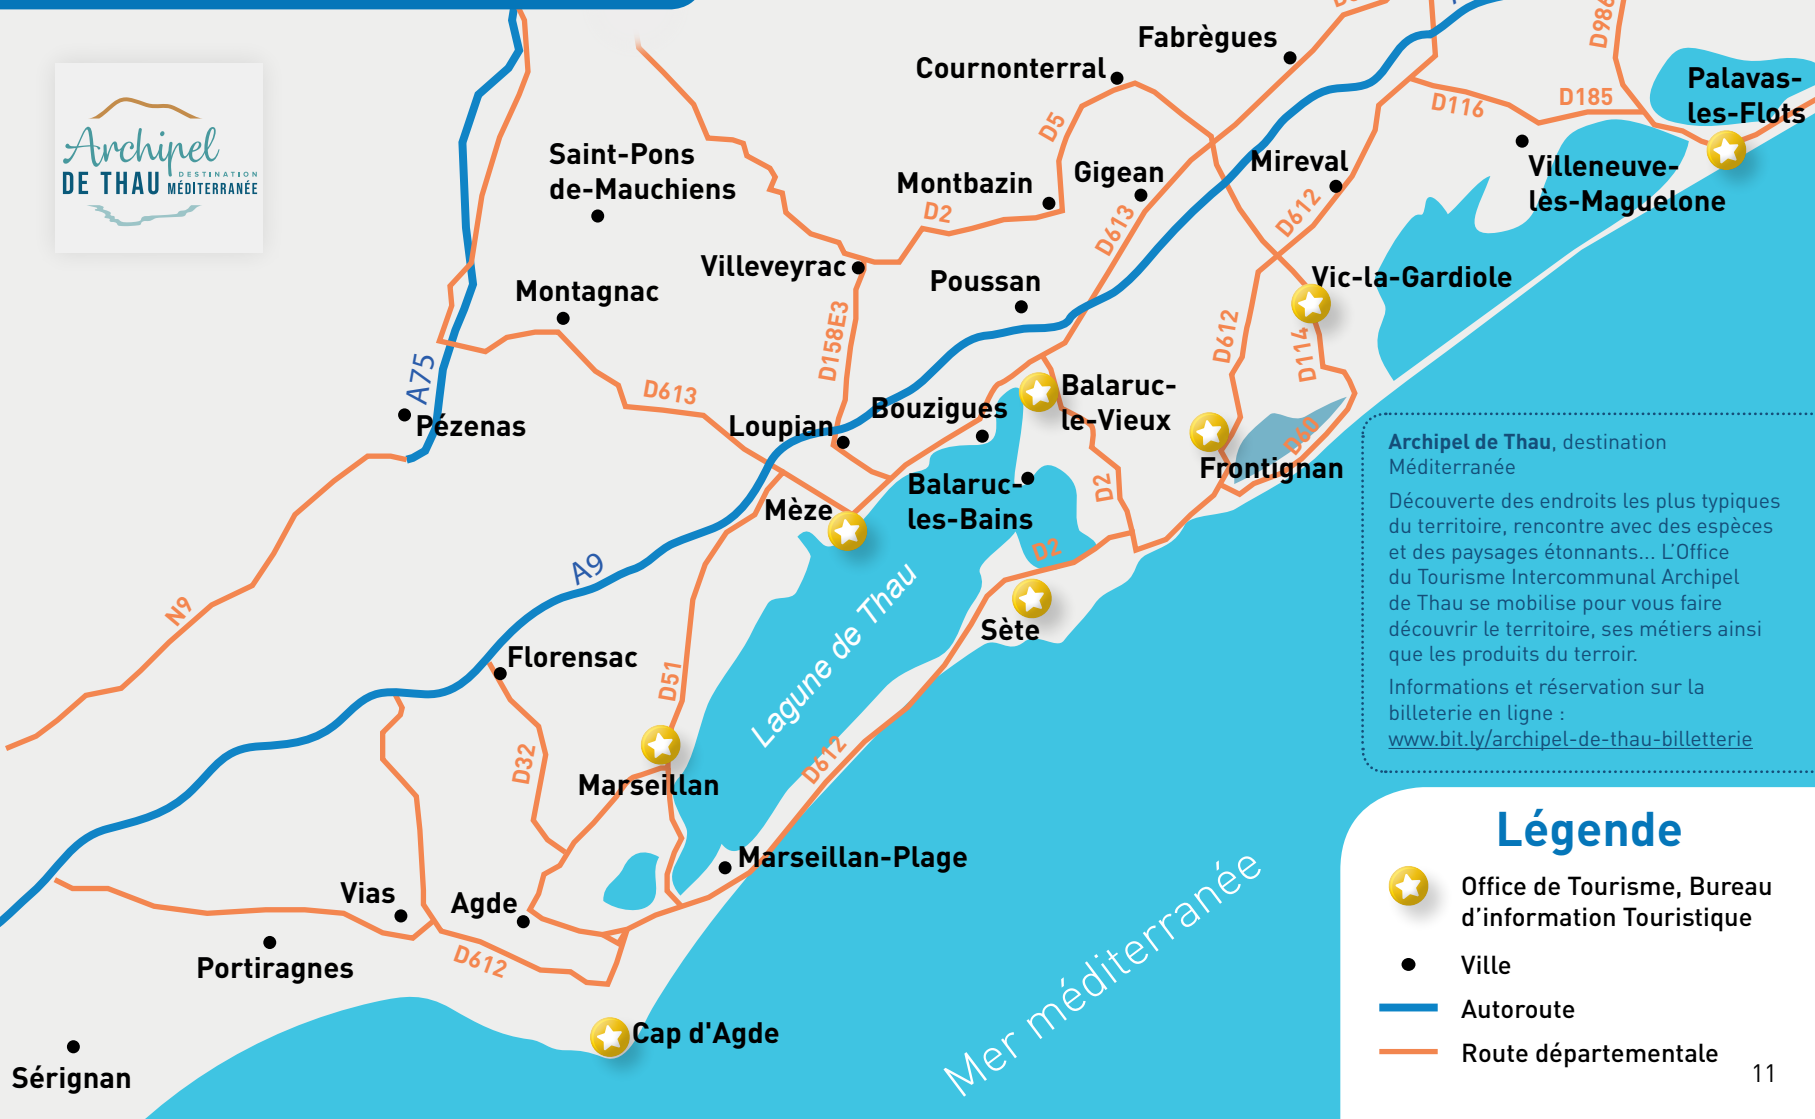 Archipel
DE THAU DESTINATION
MÉDITERRANÉE
Fabrègues
Cournonterral
D986
Palavas-
les-Flots
D116
D185
D5
Saint-Pons
de-Mauchiens
Montbazin
Gigean
Mireval
Villeneuve-
lès-Maguelone
D2
D613
D612
Villeveyrac
Poussan
Vic-la-Gardiole
Montagnac
D158E3
D612
D114
A75
D613
Pézenas
Loupian
Bouzigues
Balaruc-
le-Vieux
D60
Frontignan
Balaruc-
les-Bains
D2
Mèze
D2
A9
N9
Lagune de Thau
Sète
Florensac
D51
D32
D612
Marseillan
Marseillan-Plage
Vias
Agde
Portiragnes
D612
Cap d'Agde
Sérignan
Mer méditerranée
Archipel de Thau, destination
Méditerranée
Découverte des endroits les plus typiques
du territoire, rencontre avec des espèces
et des paysages étonnants... L'Office
du Tourisme Intercommunal Archipel
de Thau se mobilise pour vous faire
découvrir le territoire, ses métiers ainsi
que les produits du terroir.
Informations et réservation sur la
billeterie en ligne :
www.bit.ly/archipel-de-thau-billetterie
Légende
Office de Tourisme, Bureau
d'information Touristique
Ville
Autoroute
Route départementale
11